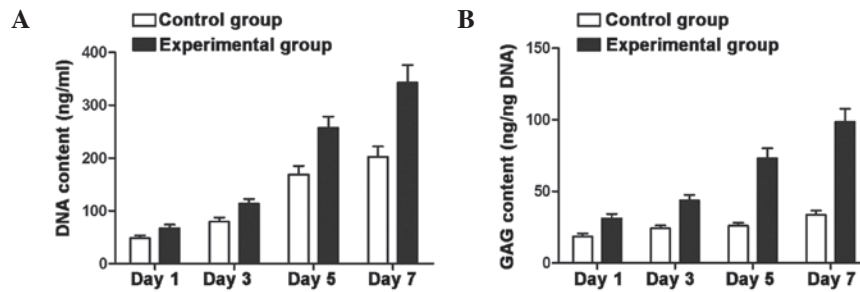 A
Control group
Experimental group
DNA content (ng/ml)
400
300
200
100
0
Day 1 Day 3 Day 5 Day 7
B
Control group
Experimental group
GAG content (ng/ng DNA)
150
100
50
0
Day 1 Day 3 Day 5 Day 7